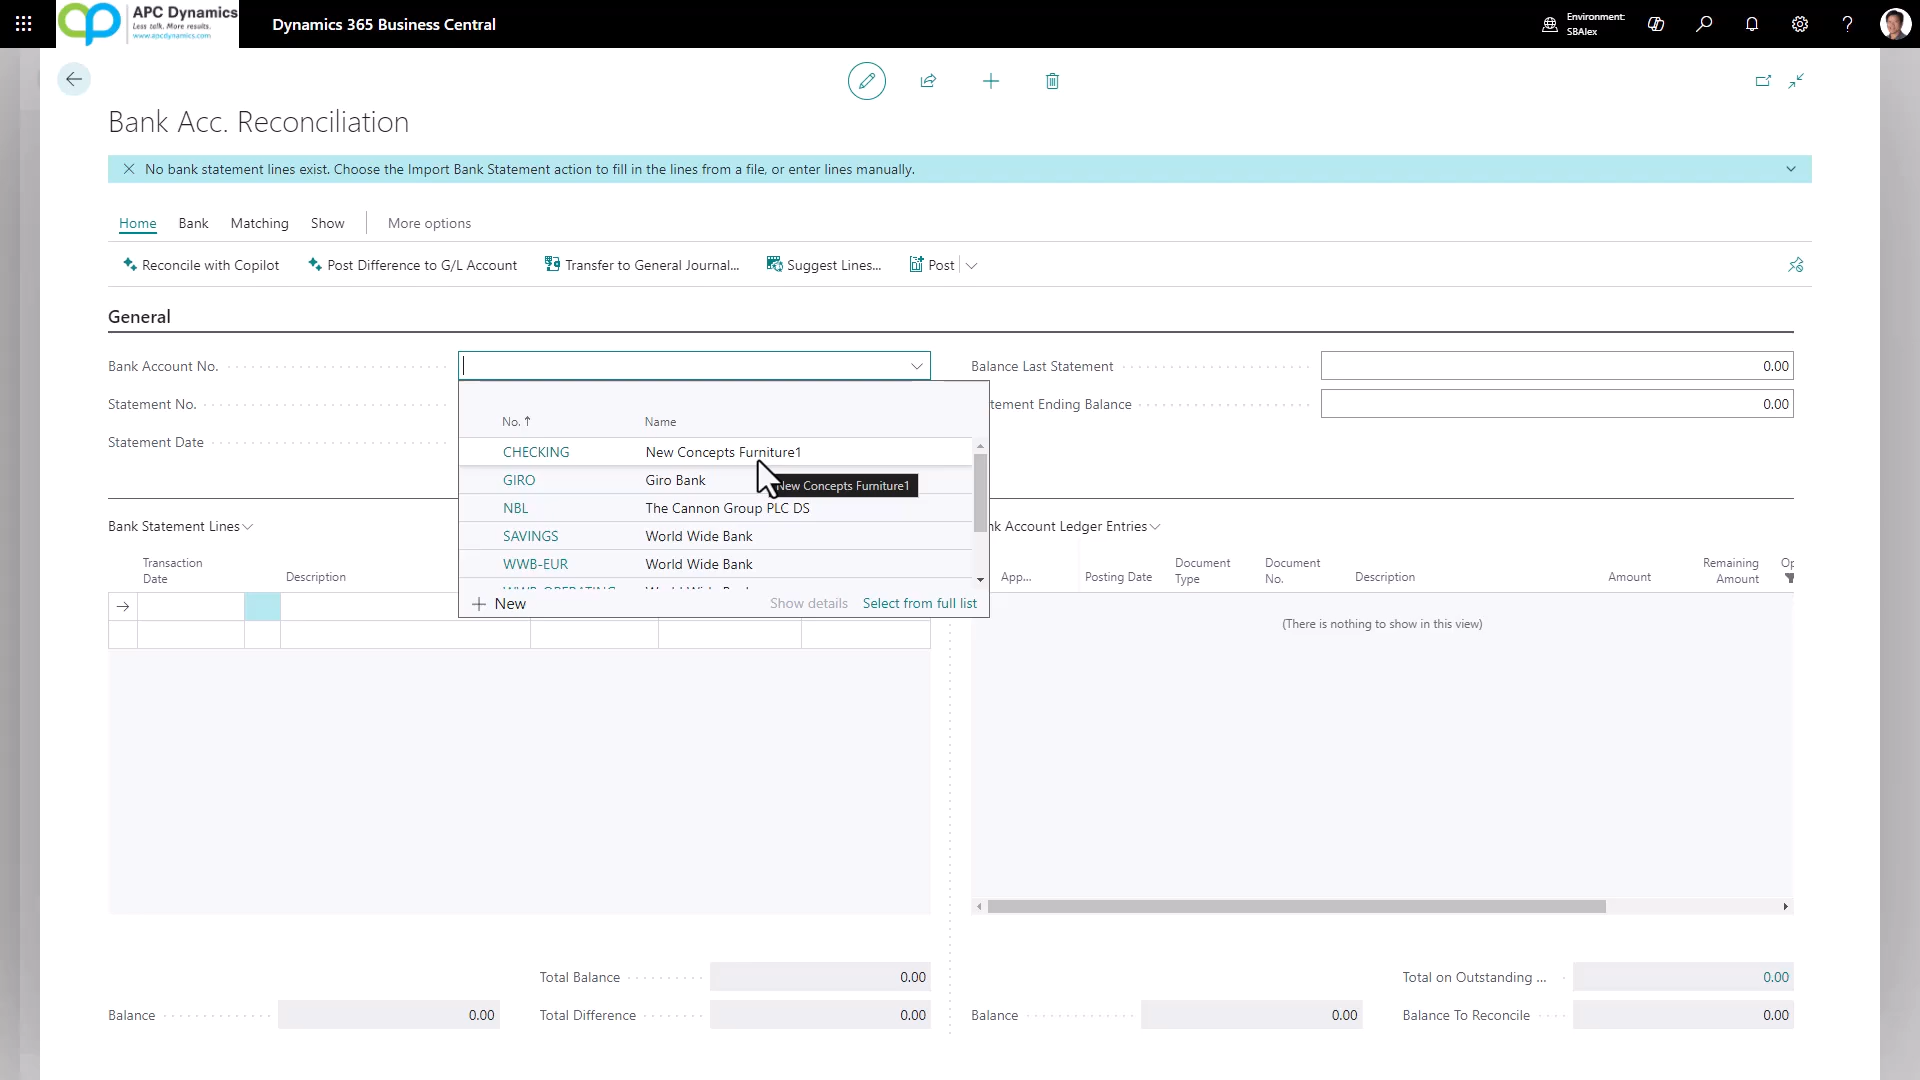 APC Dynamics
Less talk. More results.
www.apcdynamics.com
Dynamics 365 Business Central
Environment:
SBAlex
Bank Acc. Reconciliation
No bank statement lines exist. Choose the Import Bank Statement action to fill in the lines from a file, or enter lines manually.
Home Bank Matching Show More options
Reconcile with Copilot Post Difference to G/L Account Transfer to General Journal... Suggest Lines... Post
General
Bank Account No.
Statement No.
Statement Date
Balance Last Statement 0.00
tement Ending Balance 0.00
No. ↑ Name
CHECKING New Concepts Furniture1
GIRO Giro Bank
New Concepts Furniture1
NBL The Cannon Group PLC DS
SAVINGS World Wide Bank
WWB-EUR World Wide Bank
WWB-OPERATING World Wide Bank
New Show details Select from full list
Bank Statement Lines
Transaction
Date
Description
nk Account Ledger Entries
App...
Posting Date
Document
Type
Document
No.
Description
Amount
Remaining
Amount
Op
(There is nothing to show in this view)
Total Balance 0.00
Balance 0.00
Total Difference 0.00
Total on Outstanding ... 0.00
Balance 0.00
Balance To Reconcile 0.00